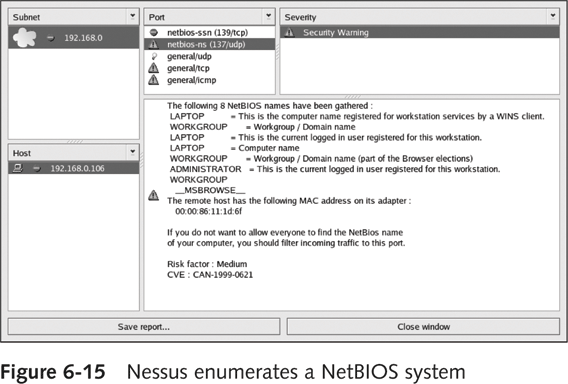 Subnet
192.168.0
Port
netbios-ssn (139/tcp)
netbios-ns (137/udp)
general/udp
general/tcp
general/icmp
Severity
Security Warning
Host
192.168.0.106
The following 8 NetBIOS names have been gathered :
LAPTOP = This is the computer name registered for workstation services by a WINS client.
WORKGROUP = Workgroup / Domain name
LAPTOP = This is the current logged in user registered for this workstation.
LAPTOP = Computer name
WORKGROUP = Workgroup / Domain name (part of the Browser elections)
ADMINISTRATOR = This is the current logged in user registered for this workstation.
WORKGROUP
__MSBROWSE__
The remote host has the following MAC address on its adapter :
00:00:86:11:1d:6f
If you do not want to allow everyone to find the NetBios name
of your computer, you should filter incoming traffic to this port.
Risk factor : Medium
CVE : CAN-1999-0621
Save report...
Close window
Figure 6-15 Nessus enumerates a NetBIOS system